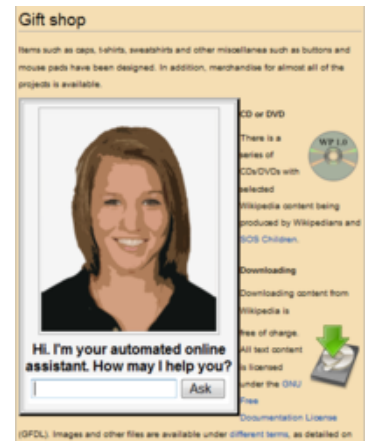 Gift shop
Items such as caps, t-shirts, sweatshirts and other miscellanea such as buttons and
mouse pads have been designed. In addition, merchandise for almost all of the
projects is available.
CD or DVD
There is a
series of
CDs/DVDs with
selected
Wikipedia content being
produced by Wikipedians and
SOS Children.
WP 1.0
Downloading
Downloading content from
Wikipedia is
free of charge.
All text content
is licensed
under the GNU
Free
Documentation License
Hi. I'm your automated online
assistant. How may I help you?
Ask
(GFDL). Images and other files are available under different terms, as detailed on